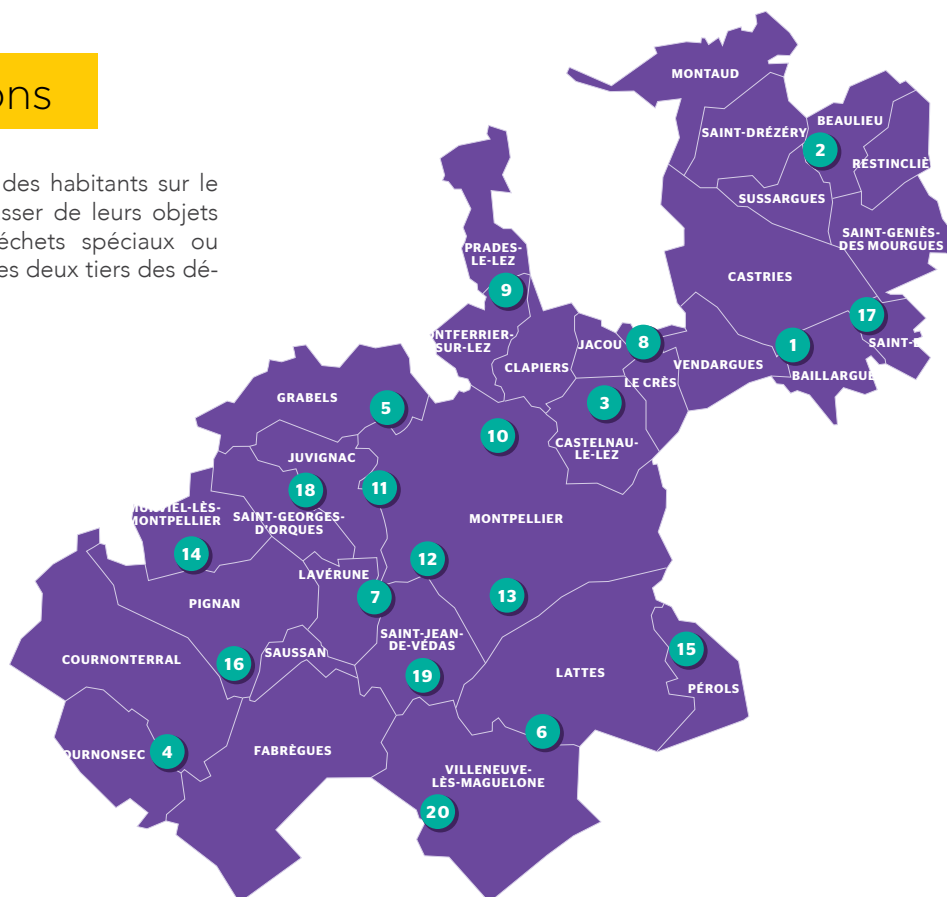 ons
des habitants sur le
sser de leurs objets
échets spéciaux ou
es deux tiers des dé-
MONTAUD
SAINT-DRÉZÉRY
BEAULIEU
2
RESTINCLIÈ
SUSSARGUES
SAINT-GENIÈS-
DES MOURGUES
CASTRIES
PRADES-
LE-LEZ
9
17
SAINT-
NTFERRIER-
SUR-LEZ
JACOU
8
1
CLAPIERS
VENDARGUES
BAILLARGUE
LE CRÈS
GRABELS
5
3
10
CASTELNAU-
LE-LEZ
JUVIGNAC
18
11
MONTPELLIER
SAINT-GEORGES-
D'ORQUES
IEL-LÈS-
MONTPELLIER
14
12
LAVÉRUNE
7
13
PIGNAN
SAINT-JEAN-
DE-VÉDAS
SAUSSAN
COURNONTERRAL
16
19
LATTES
15
PÉROLS
6
OURNONSEC
4
FABRÈGUES
VILLENEUVE-
LÈS-MAGUELONE
20